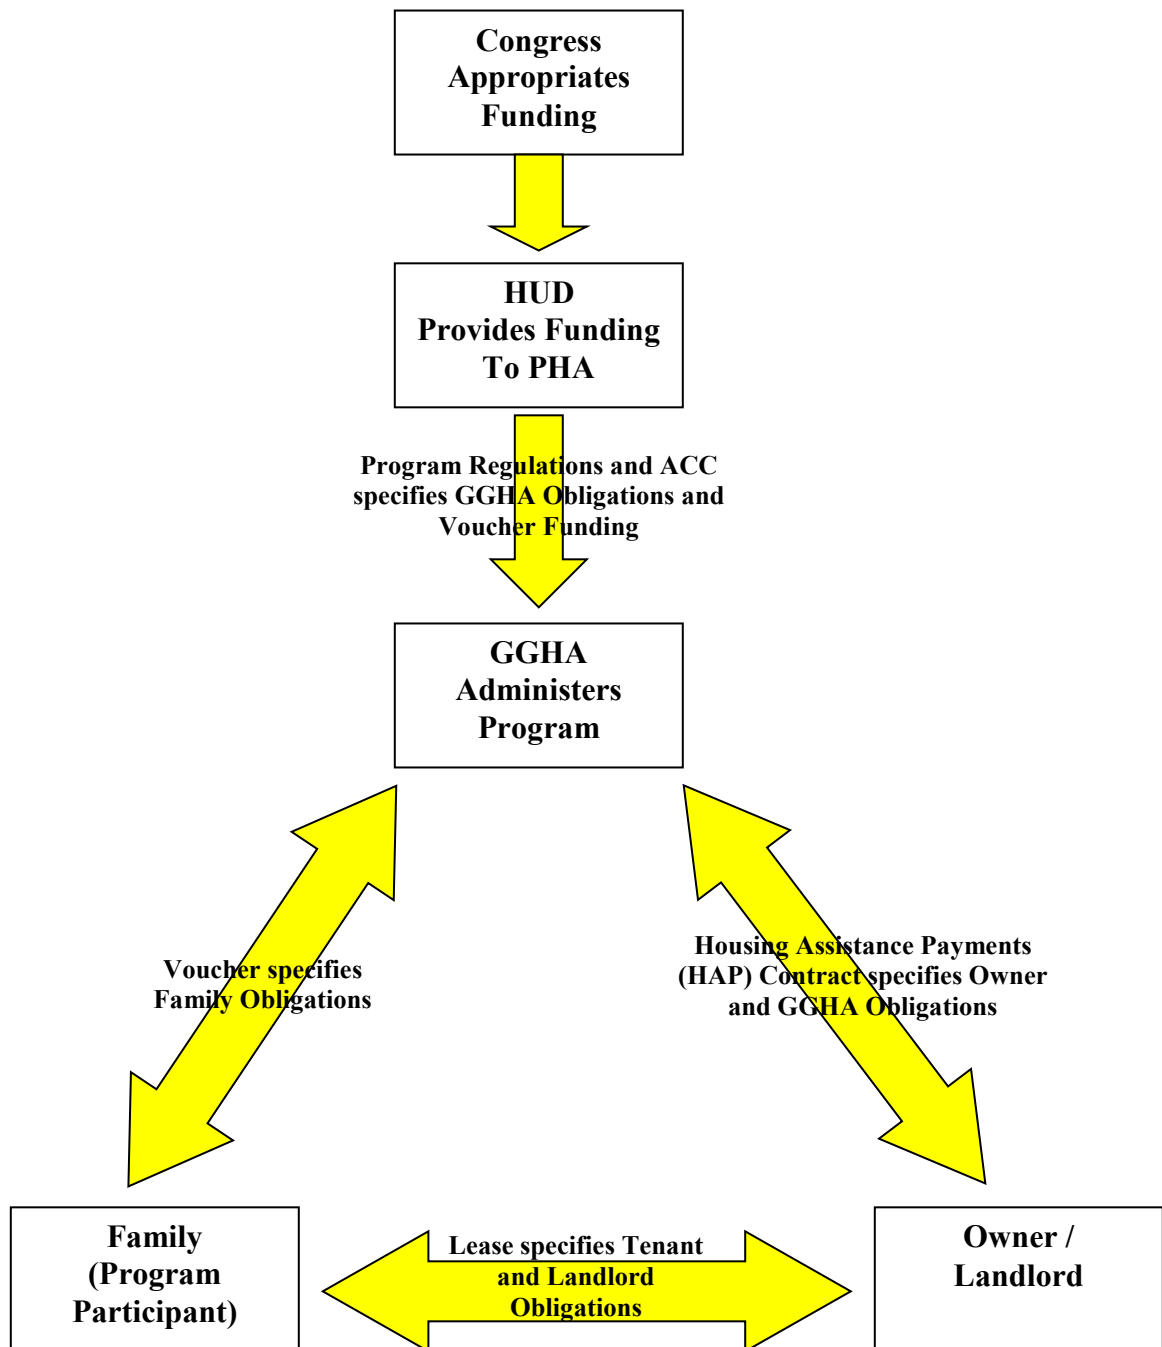 Congress
Appropriates
Funding
HUD
Provides Funding
To PHA
Program Regulations and ACC
specifies GGHA Obligations and
Voucher Funding
GGHA
Administers
Program
Voucher specifies
Family Obligations
Housing Assistance Payments
(HAP) Contract specifies Owner
and GGHA Obligations
Family
(Program
Participant)
Lease specifies Tenant
and Landlord
Obligations
Owner /
Landlord